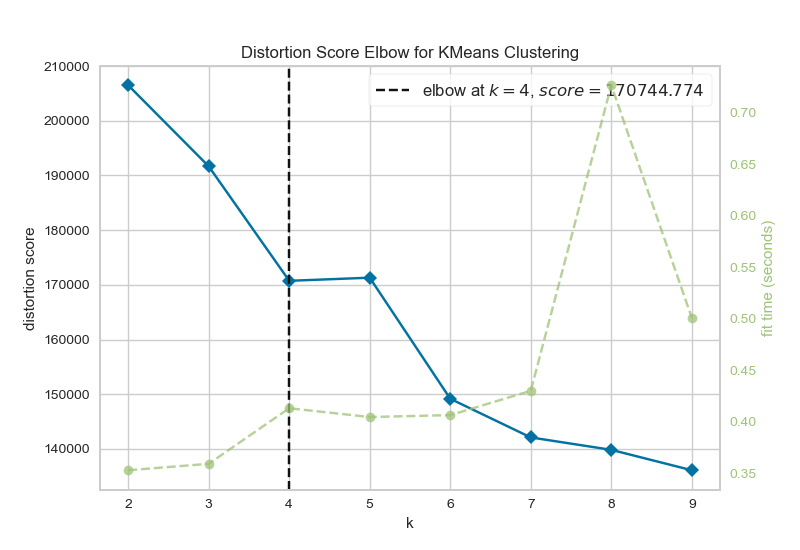 Distortion Score Elbow for KMeans Clustering
elbow at k = 4, score = 170744.774
distortion score
210000
200000
190000
180000
170000
160000
150000
140000
0.70
0.65
0.60
0.55
0.50
0.45
0.40
0.35
fit time (seconds)
2 3 4 5 6 7 8 9
k